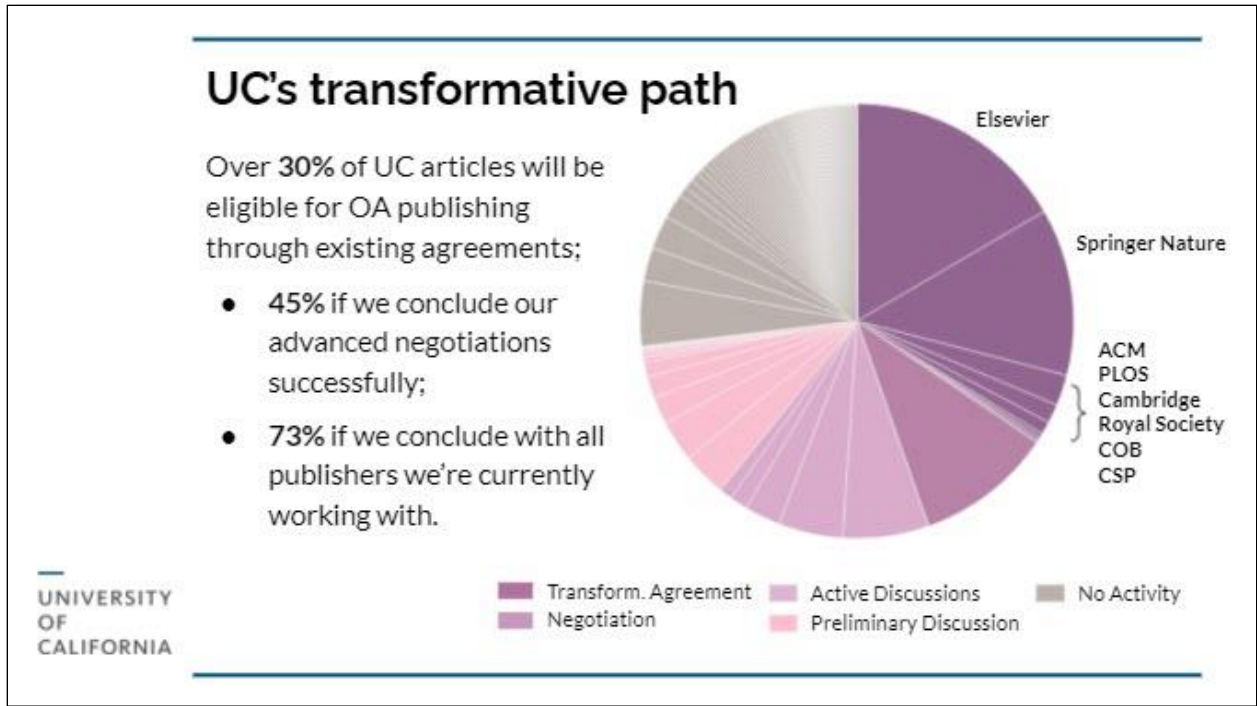 UC's transformative path
Over 30% of UC articles will be
eligible for OA publishing
through existing agreements;
● 45% if we conclude our
advanced negotiations
successfully;
● 73% if we conclude with all
publishers we're currently
working with.
Elsevier
Springer Nature
ACM
PLOS
Cambridge
Royal Society
COB
CSP
Transform. Agreement
Negotiation
Active Discussions
Preliminary Discussion
No Activity
UNIVERSITY
OF
CALIFORNIA